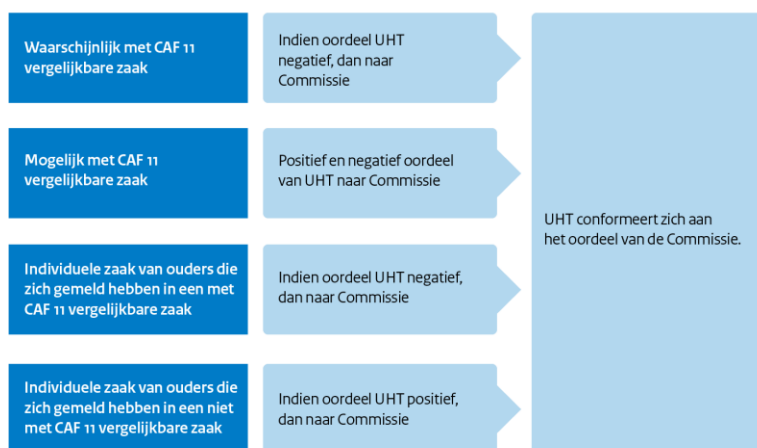 Waarschijnlijk met CAF 11
vergelijkbare zaak
Indien oordeel UHT
negatief, dan naar
Commissie
Mogelijk met CAF 11
vergelijkbare zaak
Positief en negatief oordeel
van UHT naar Commissie
Individuele zaak van ouders die
zich gemeld hebben in een met
CAF 11 vergelijkbare zaak
Indien oordeel UHT negatief,
dan naar Commissie
Individuele zaak van ouders die
zich gemeld hebben in een niet
met CAF 11 vergelijkbare zaak
Indien oordeel UHT positief,
dan naar Commissie
UHT conformeert zich aan
het oordeel van de Commissie.